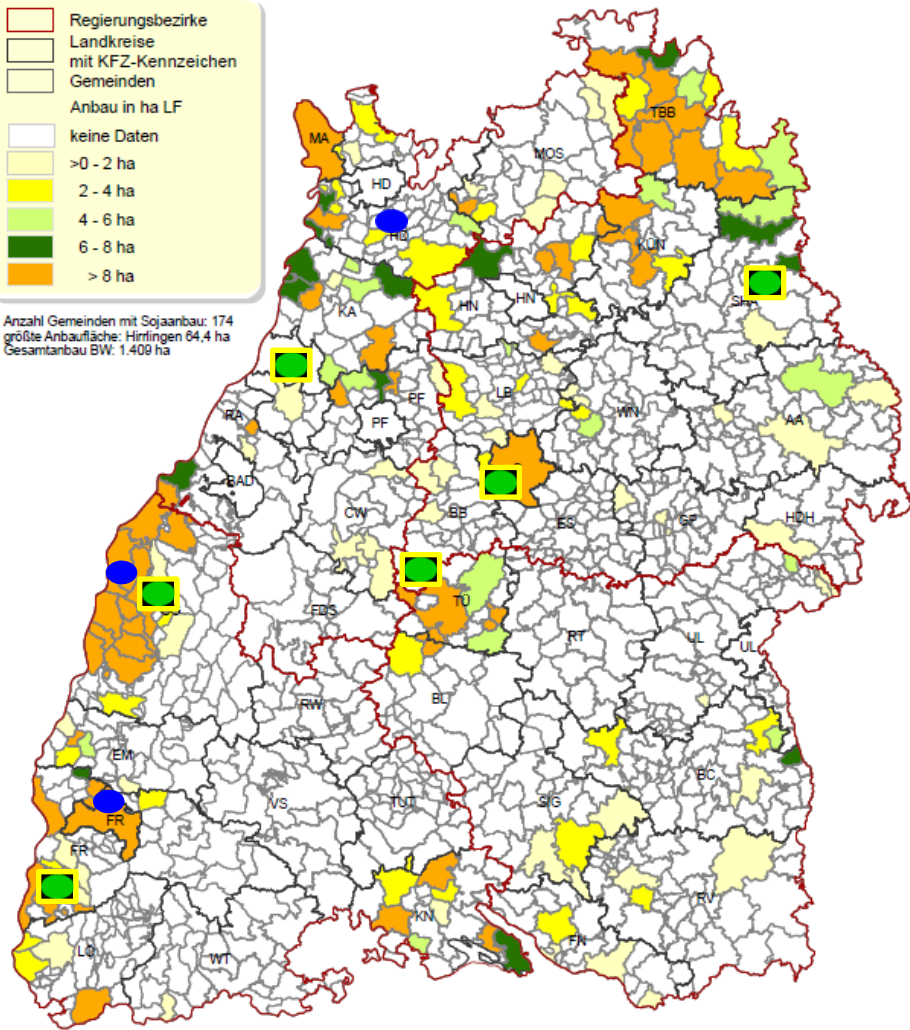 Regierungsbezirke
Landkreise
mit KFZ-Kennzeichen
Gemeinden
Anbau in ha LF
keine Daten
>0 - 2 ha
2 - 4 ha
4 - 6 ha
6 - 8 ha
> 8 ha
Anzahl Gemeinden mit Sojaanbau: 174
größte Anbaufläche: Hirrlingen 64,4 ha
Gesamtanbau BW: 1.409 ha
TBB
MA
MOS
HD
HD
KÜN
HN
HN
SHA
KA
LB
PF
WN
RA
PF
AA
BAD
CW
BB
ES
GP
HDH
TÜ
FDS
RT
UL
UL
BL
RW
EM
BC
VS
TUT
SIG
FR
FR
RV
KN
FN
LÖ
WT